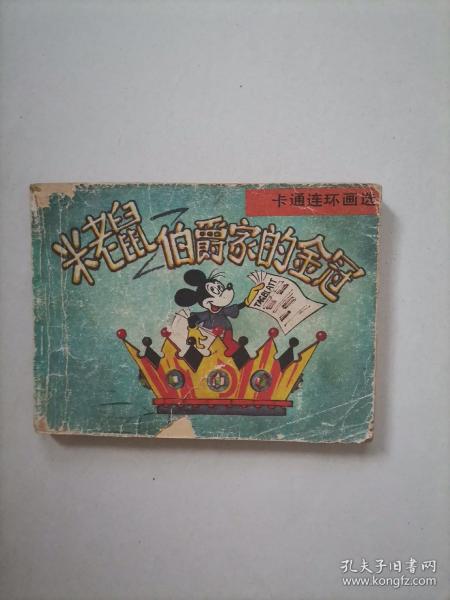 卡通连环画选
米老鼠
伯爵家的金冠
TAGBLATT
孔夫子旧书网
www.kongfz.com